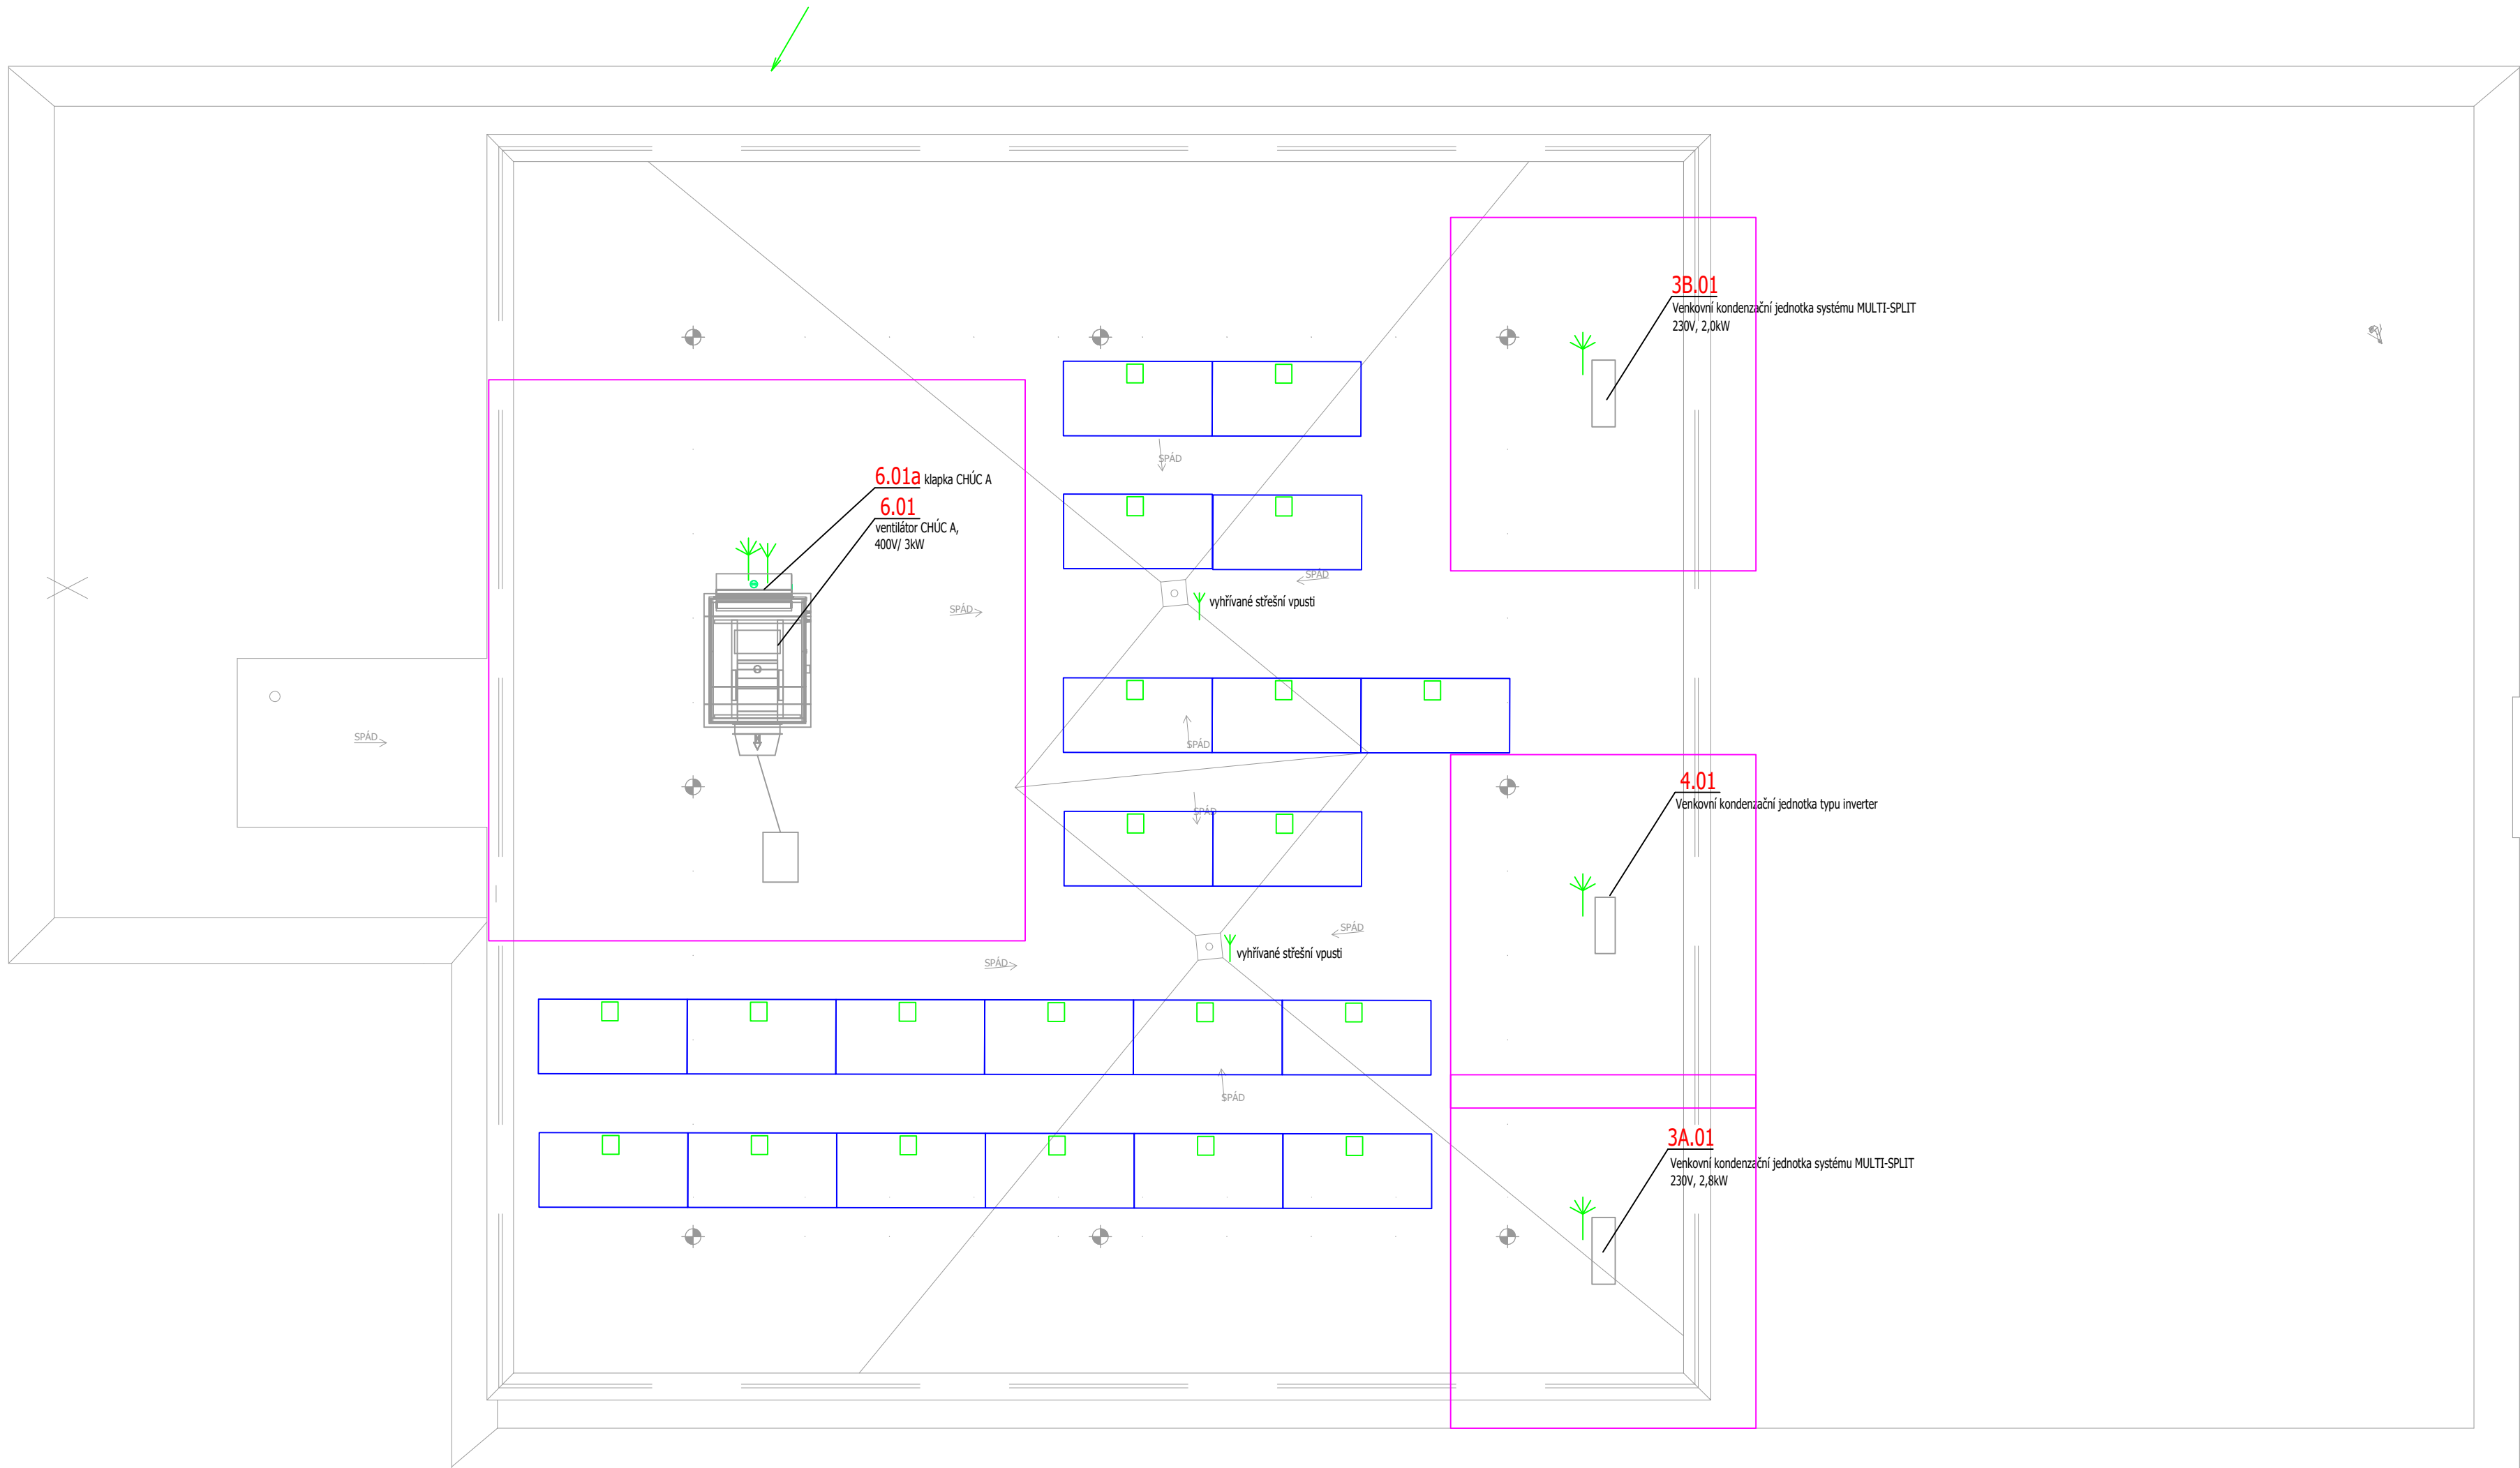 3B.01
Venkovní kondenzační jednotka systému MULTI-SPLIT
230V, 2,0kW
SPÁD
6.01a klapka CHÚC A
6.01
ventilátor CHÚC A,
400V/ 3kW
SPÁD
SPÁD
vyhřívané střešní vpusti
SPÁD
SPÁD
4.01
Venkovní kondenzační jednotka typu inverter
SPÁD
SPÁD
vyhřívané střešní vpusti
SPÁD
SPÁD
3A.01
Venkovní kondenzační jednotka systému MULTI-SPLIT
230V, 2,8kW